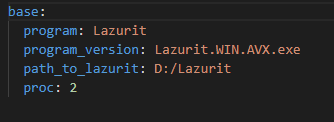 base:
  program: Lazurit
  program_version: Lazurit.WIN.AVX.exe
  path_to_lazurit: D:/Lazurit
  proc: 2